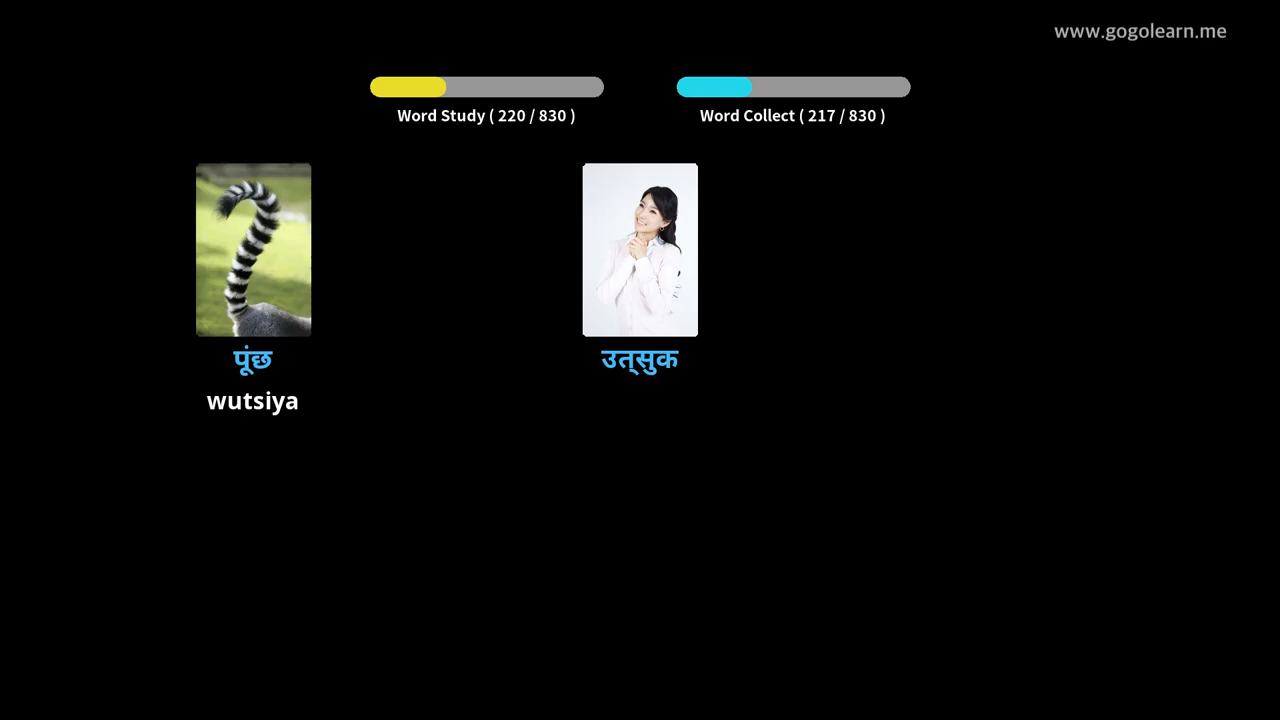 www.gogolearn.me
Word Study ( 220 / 830 )
Word Collect ( 217 / 830 )
पूंछ
wutsiya
उत्सुक